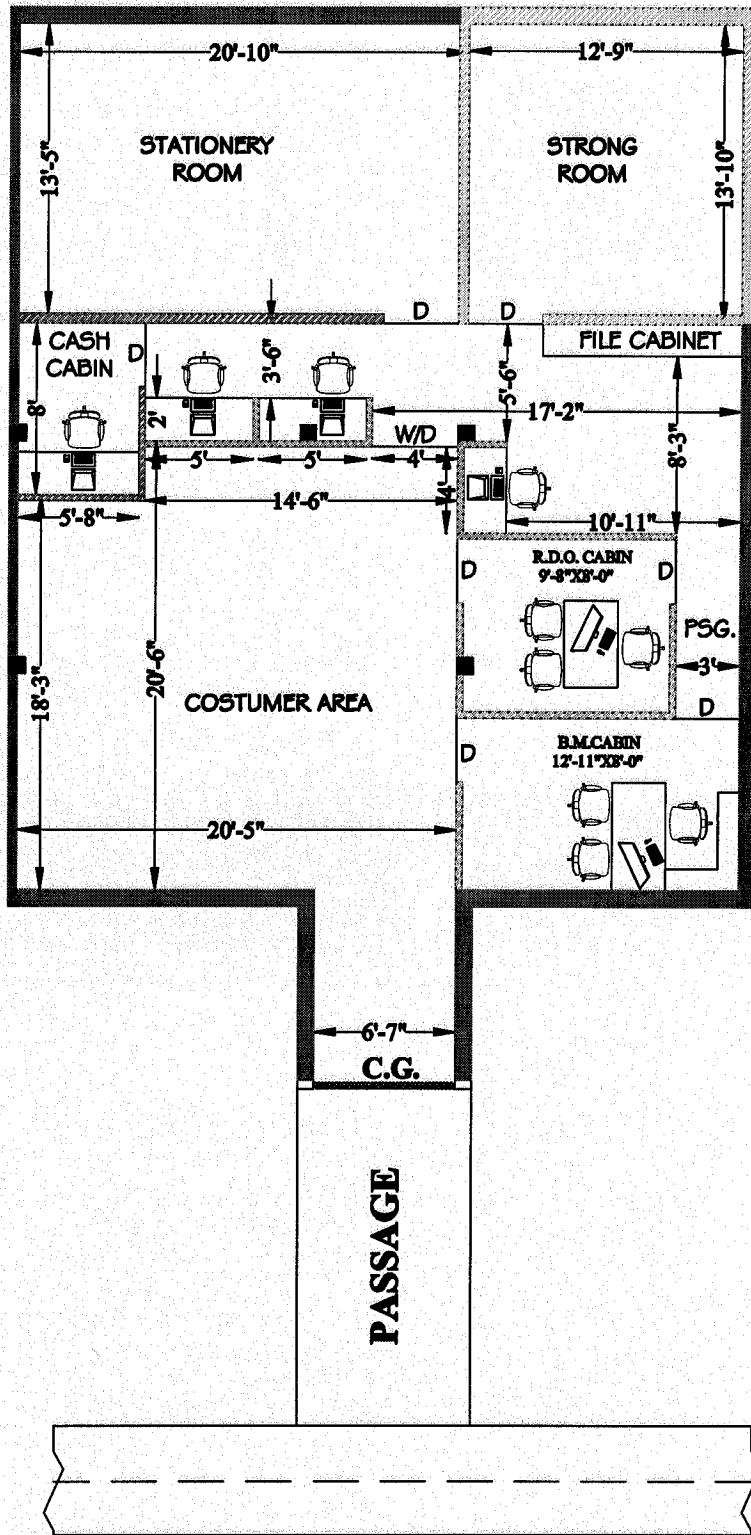 20'-10"
12'-9"
STATIONERY
ROOM
STRONG
ROOM
13'-5"
13'-10"
D
D
CASH
CABIN
D
FILE CABINET
3'-6"
5'-6"
8'
2'
17'-2"
W/D
8'-3"
5'
5'
4'
4'
14'-6"
5'-8"
10'-11"
R.D.O. CABIN
9'-8"X8'-0"
D
D
PSG.
3'
18'-3"
20'-6"
COSTUMER AREA
D
D
B.M.CABIN
12'-11"X8'-0"
20'-5"
6'-7"
C.G.
PASSAGE